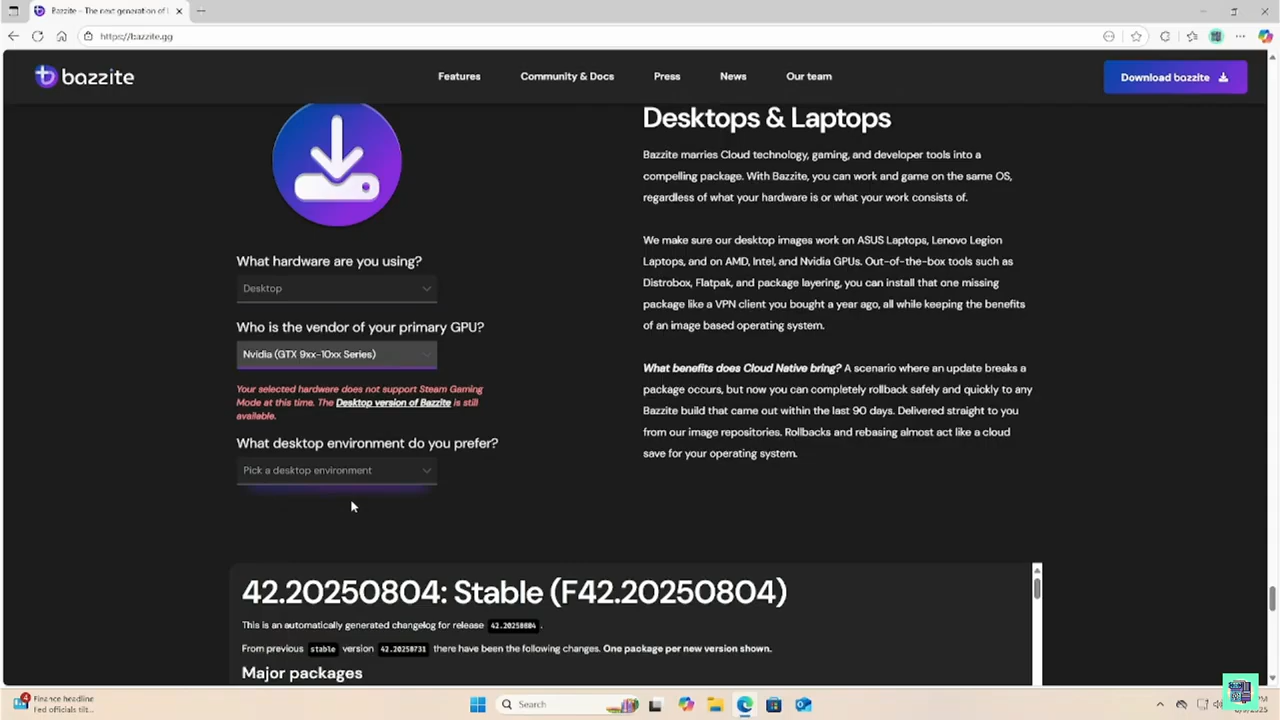 Bazzite – The next generation of L
https://bazzite.gg
bazzite
Features
Community & Docs
Press
News
Our team
Download bazzite
What hardware are you using?
Desktop
Who is the vendor of your primary GPU?
Nvidia (GTX 9xx-10xx Series)
Your selected hardware does not support Steam Gaming
Mode at this time. The Desktop version of Bazzite is still
available.
What desktop environment do you prefer?
Pick a desktop environment
Desktops & Laptops
Bazzite marries Cloud technology, gaming, and developer tools into a
compelling package. With Bazzite, you can work and game on the same OS,
regardless of what your hardware is or what your work consists of.
We make sure our desktop images work on ASUS Laptops, Lenovo Legion
Laptops, and on AMD, Intel, and Nvidia GPUs. Out-of-the-box tools such as
Distrobox, Flatpak, and package layering, you can install that one missing
package like a VPN client you bought a year ago, all while keeping the benefits
of an image based operating system.
What benefits does Cloud Native bring? A scenario where an update breaks a
package occurs, but now you can completely rollback safely and quickly to any
Bazzite build that came out within the last 90 days. Delivered straight to you
from our image repositories. Rollbacks and rebasing almost act like a cloud
save for your operating system.
42.20250804: Stable (F42.20250804)
This is an automatically generated changelog for release 42.20250804 .
From previous stable version 42.20250731 there have been the following changes. One package per new version shown.
Major packages
4
Finance headline
Fed officials tilt...
Search